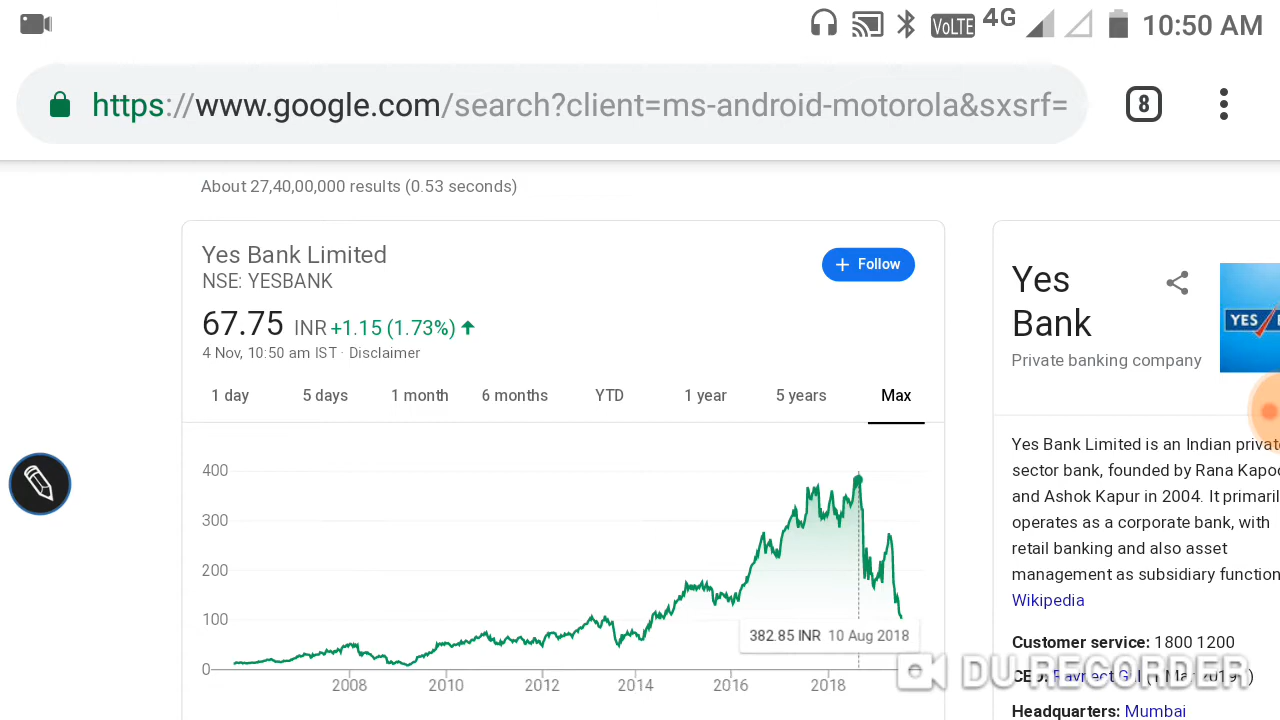 VoLTE 4G 10:50 AM
https://www.google.com/search?client=ms-android-motorola&sxsrf=
8
About 27,40,00,000 results (0.53 seconds)
Yes Bank Limited
NSE: YESBANK
+ Follow
67.75 INR +1.15 (1.73%)
4 Nov, 10:50 am IST · Disclaimer
1 day 5 days 1 month 6 months YTD 1 year 5 years Max
400
300
200
100
0
382.85 INR 10 Aug 2018
2008 2010 2012 2014 2016 2018
Yes
Bank
Private banking company
YES
Yes Bank Limited is an Indian
sector bank, founded by Rana
and Ashok Kapur in 2004. It
operates as a corporate bank, with
retail banking and also asset
management as subsidiary
Wikipedia
Customer service: 1800 1200
CEO:
Headquarters: Mumbai
DU RECORDER